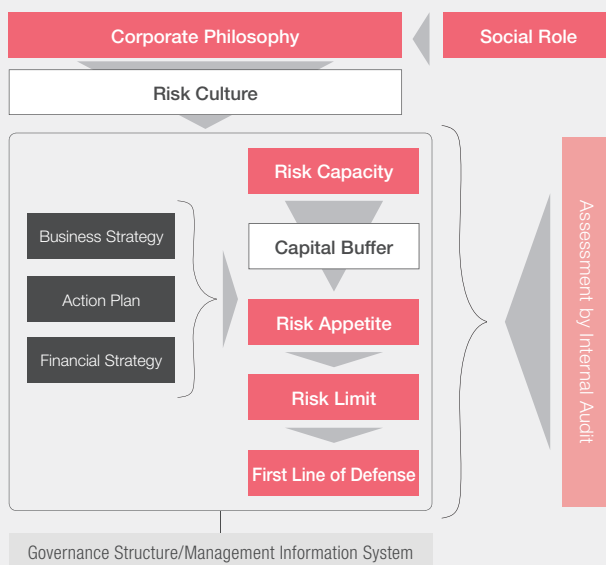 Corporate Philosophy
Social Role
Risk Culture
Risk Capacity
Business Strategy
Capital Buffer
Action Plan
Risk Appetite
Financial Strategy
Risk Limit
First Line of Defense
Assessment by Internal Audit
Governance Structure/Management Information System